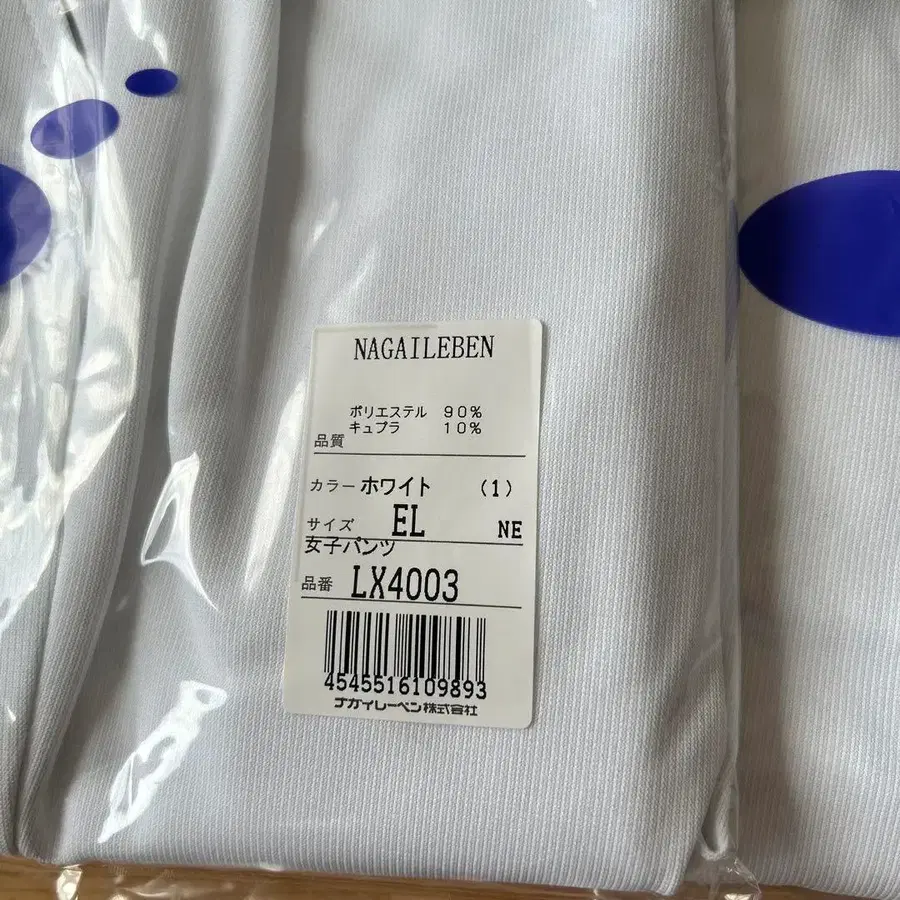 NAGAILEBEN
ポリエステル 90%
キュプラ 10%
品質
カラー ホワイト (1)
サイズ EL NE
女子パンツ
品番 LX4003
4545516109893
ナガイレーベン株式会社